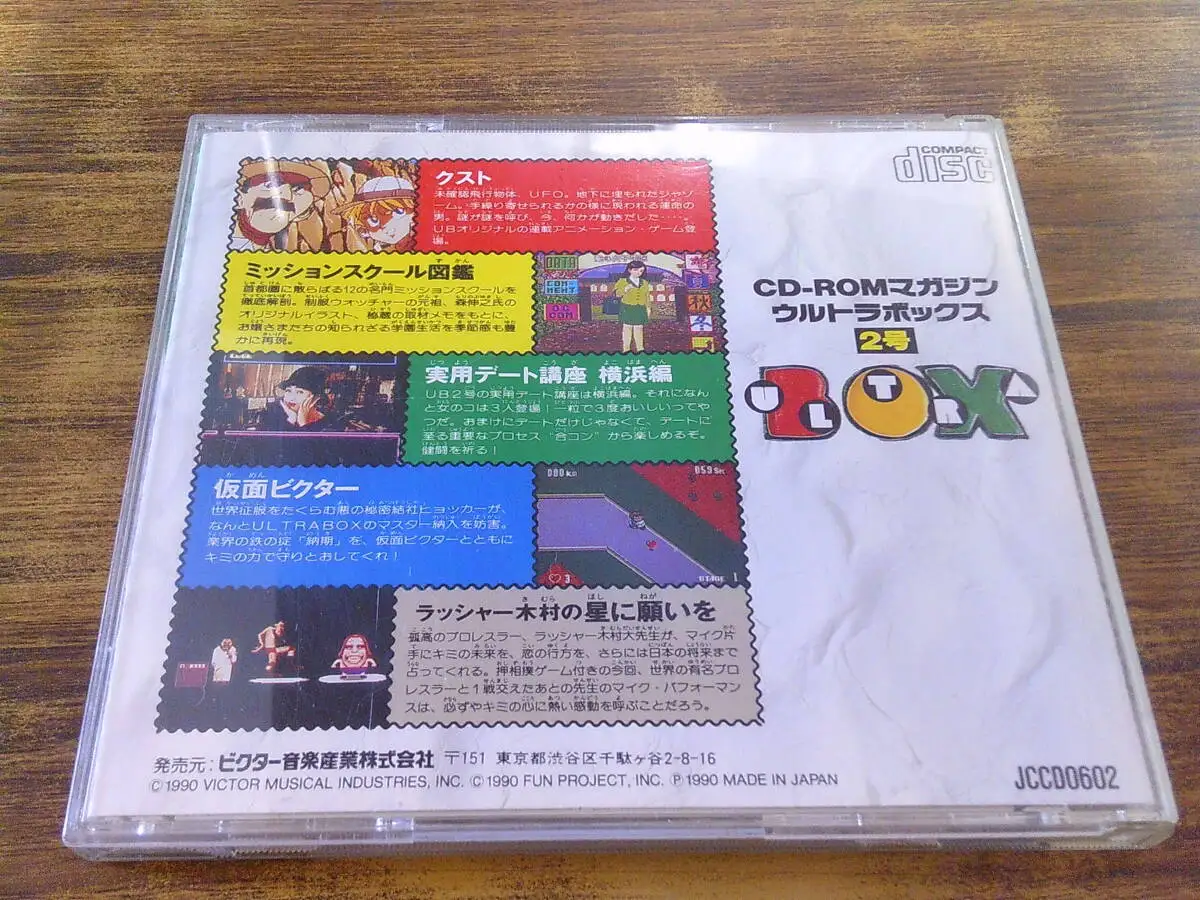 COMPACT
disc
クスト
未確認飛行物体、UFO。地下に埋もれたジャゾ
ーム。手繰り寄せられるかの様に現われる運命の
男。謎が謎を呼び、今、何かが動きだした‥‥。
UBオリジナルの連載アニメーション・ゲーム登
場。
ミッションスクール図鑑
首都圏に散らばる12の名門ミッションスクールを
徹底解剖。制服ウオッチャーの元祖、森伸之氏の
オリジナルイラスト、秘蔵の取材メモをもとに、
お嬢さまたちの知られざる学園生活を季節感も豊
かに再現。
DATA
COM-
MENT
秋
実用デート講座 横浜編
UB2号の実用デート講座は横浜編。それになん
と女のコは3人登場!一粒で3度おいしいってや
つだ。おまけにデートだけじゃなくて、デートに
至る重要なプロセス“合コン”から楽しめるぞ。
健闘を祈る!
仮面ビクター
世界征服をたくらむ悪の秘密結社ヒョッカーが、
なんとULTRABOXのマスター納入を妨害。
業界の鉄の掟「納期」を、仮面ビクターとともに
キミの力で守りとおしてくれ!
059 Sec
3
STAGE 1
ラッシャー木村の星に願いを
孤高のプロレスラー、ラッシャー木村大先生が、マイク片
手にキミの未来を、恋の行方を、さらには日本の将来まで
占ってくれる。押相撲ゲーム付きの今回、世界の有名プロ
レスラーと1戦交えたあとの先生のマイク・パフォーマン
スは、必ずやキミの心に熱い感動を呼ぶことだろう。
CD-ROMマガジン
ウルトラボックス
2号
ULTRA
BOX
発売元:ビクター音楽産業株式会社 〒151 東京都渋谷区千駄ヶ谷2-8-16
©1990 VICTOR MUSICAL INDUSTRIES, INC. ©1990 FUN PROJECT, INC. ℗1990 MADE IN JAPAN
JCCD0602